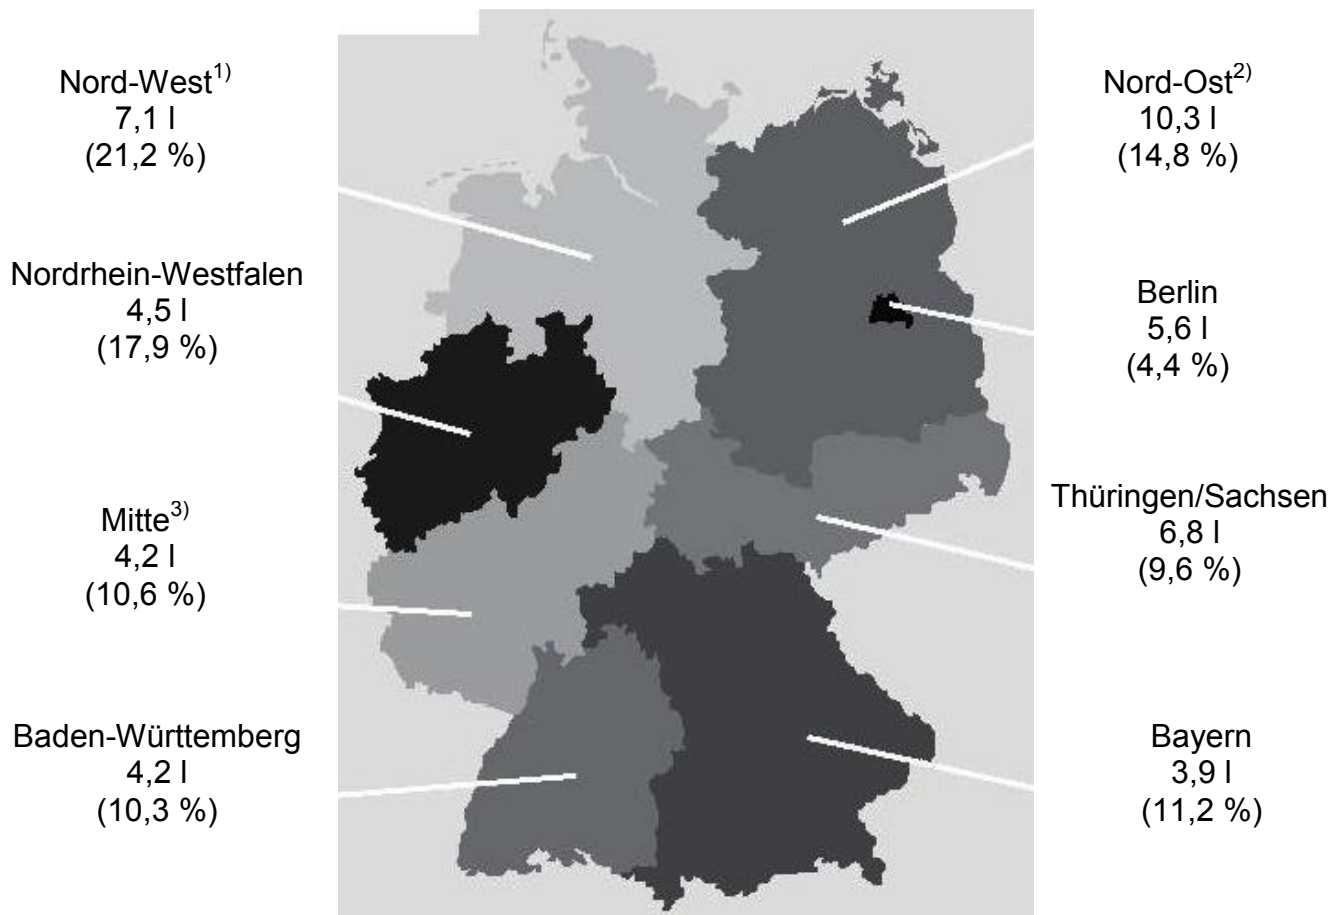 Nord-West1)
7,1 l
(21,2 %)
Nordrhein-Westfalen
4,5 l
(17,9 %)
Mitte3)
4,2 l
(10,6 %)
Baden-Württemberg
4,2 l
(10,3 %)
Nord-Ost2)
10,3 l
(14,8 %)
Berlin
5,6 l
(4,4 %)
Thüringen/Sachsen
6,8 l
(9,6 %)
Bayern
3,9 l
(11,2 %)